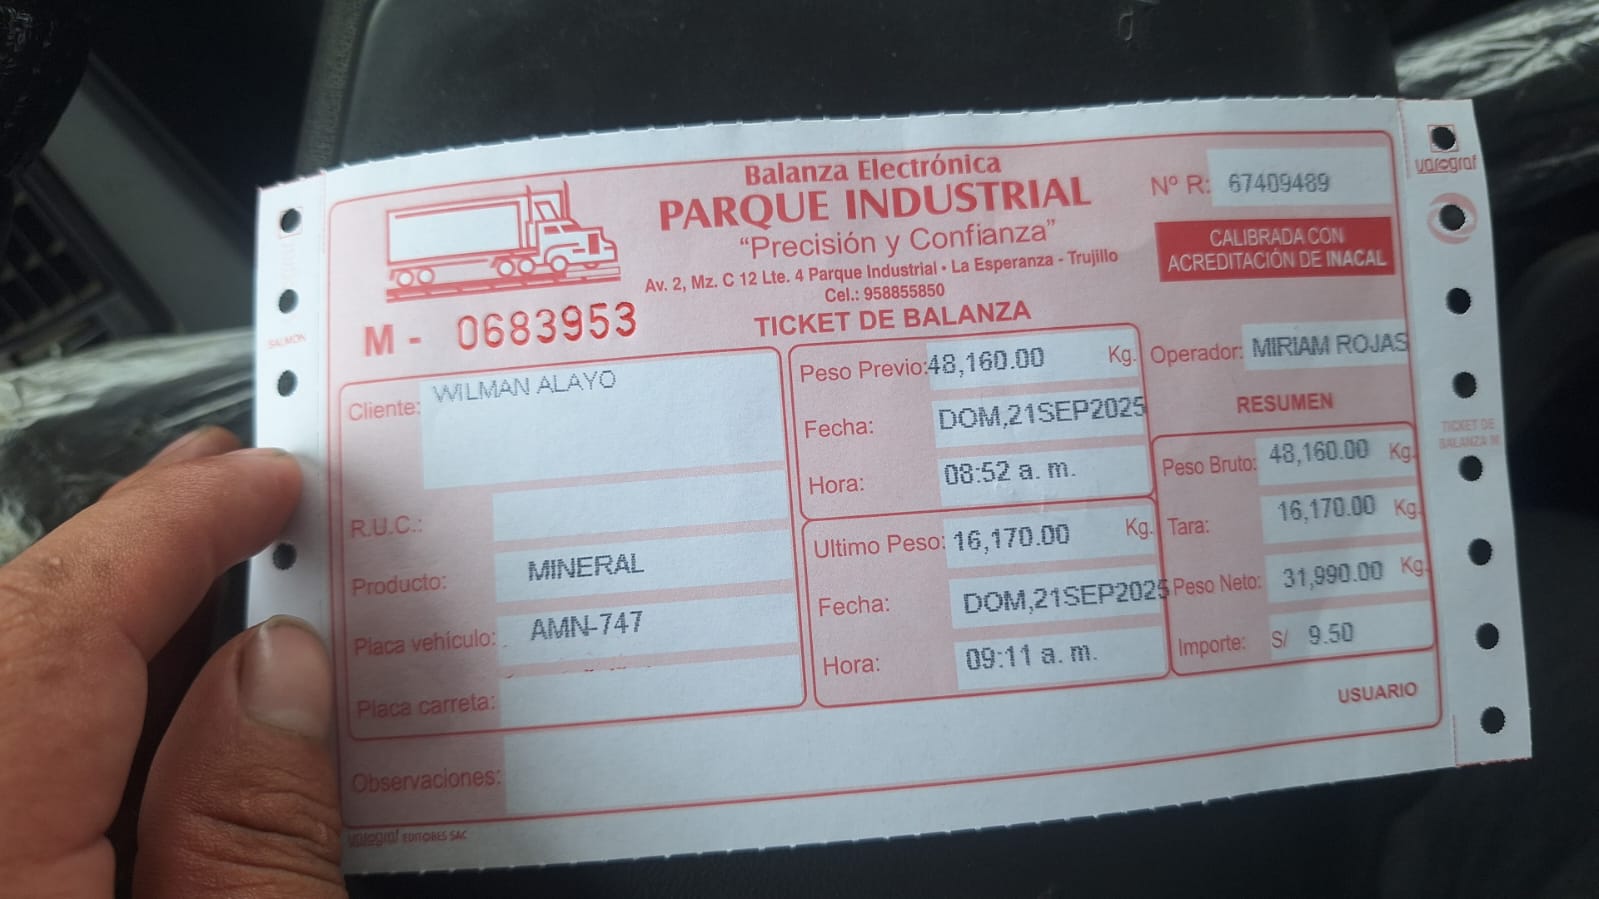 Balanza Electrónica
PARQUE INDUSTRIAL
"Precisión y Confianza"
Av. 2, Mz. C 12 Lte. 4 Parque Industrial • La Esperanza - Trujillo
Cel.: 958855850
Nº R: 67409489
CALIBRADA CON
ACREDITACIÓN DE INACAL
M - 0683953
TICKET DE BALANZA
Cliente: WILMAN ALAYO
R.U.C.:
Producto: MINERAL
Placa vehículo: AMN-747
Placa carreta:
Observaciones:
Peso Previo: 48,160.00 Kg.
Fecha: DOM,21SEP2025
Hora: 08:52 a. m.
Ultimo Peso: 16,170.00 Kg.
Fecha: DOM,21SEP2025
Hora: 09:11 a. m.
Operador: MIRIAM ROJAS
RESUMEN
Peso Bruto: 48,160.00 Kg.
Tara: 16,170.00 Kg.
Peso Neto: 31,990.00 Kg.
Importe: S/ 9.50
USUARIO
varograf EDITORES SAC
SALMON
varograf
TICKET DE
BALANZA M